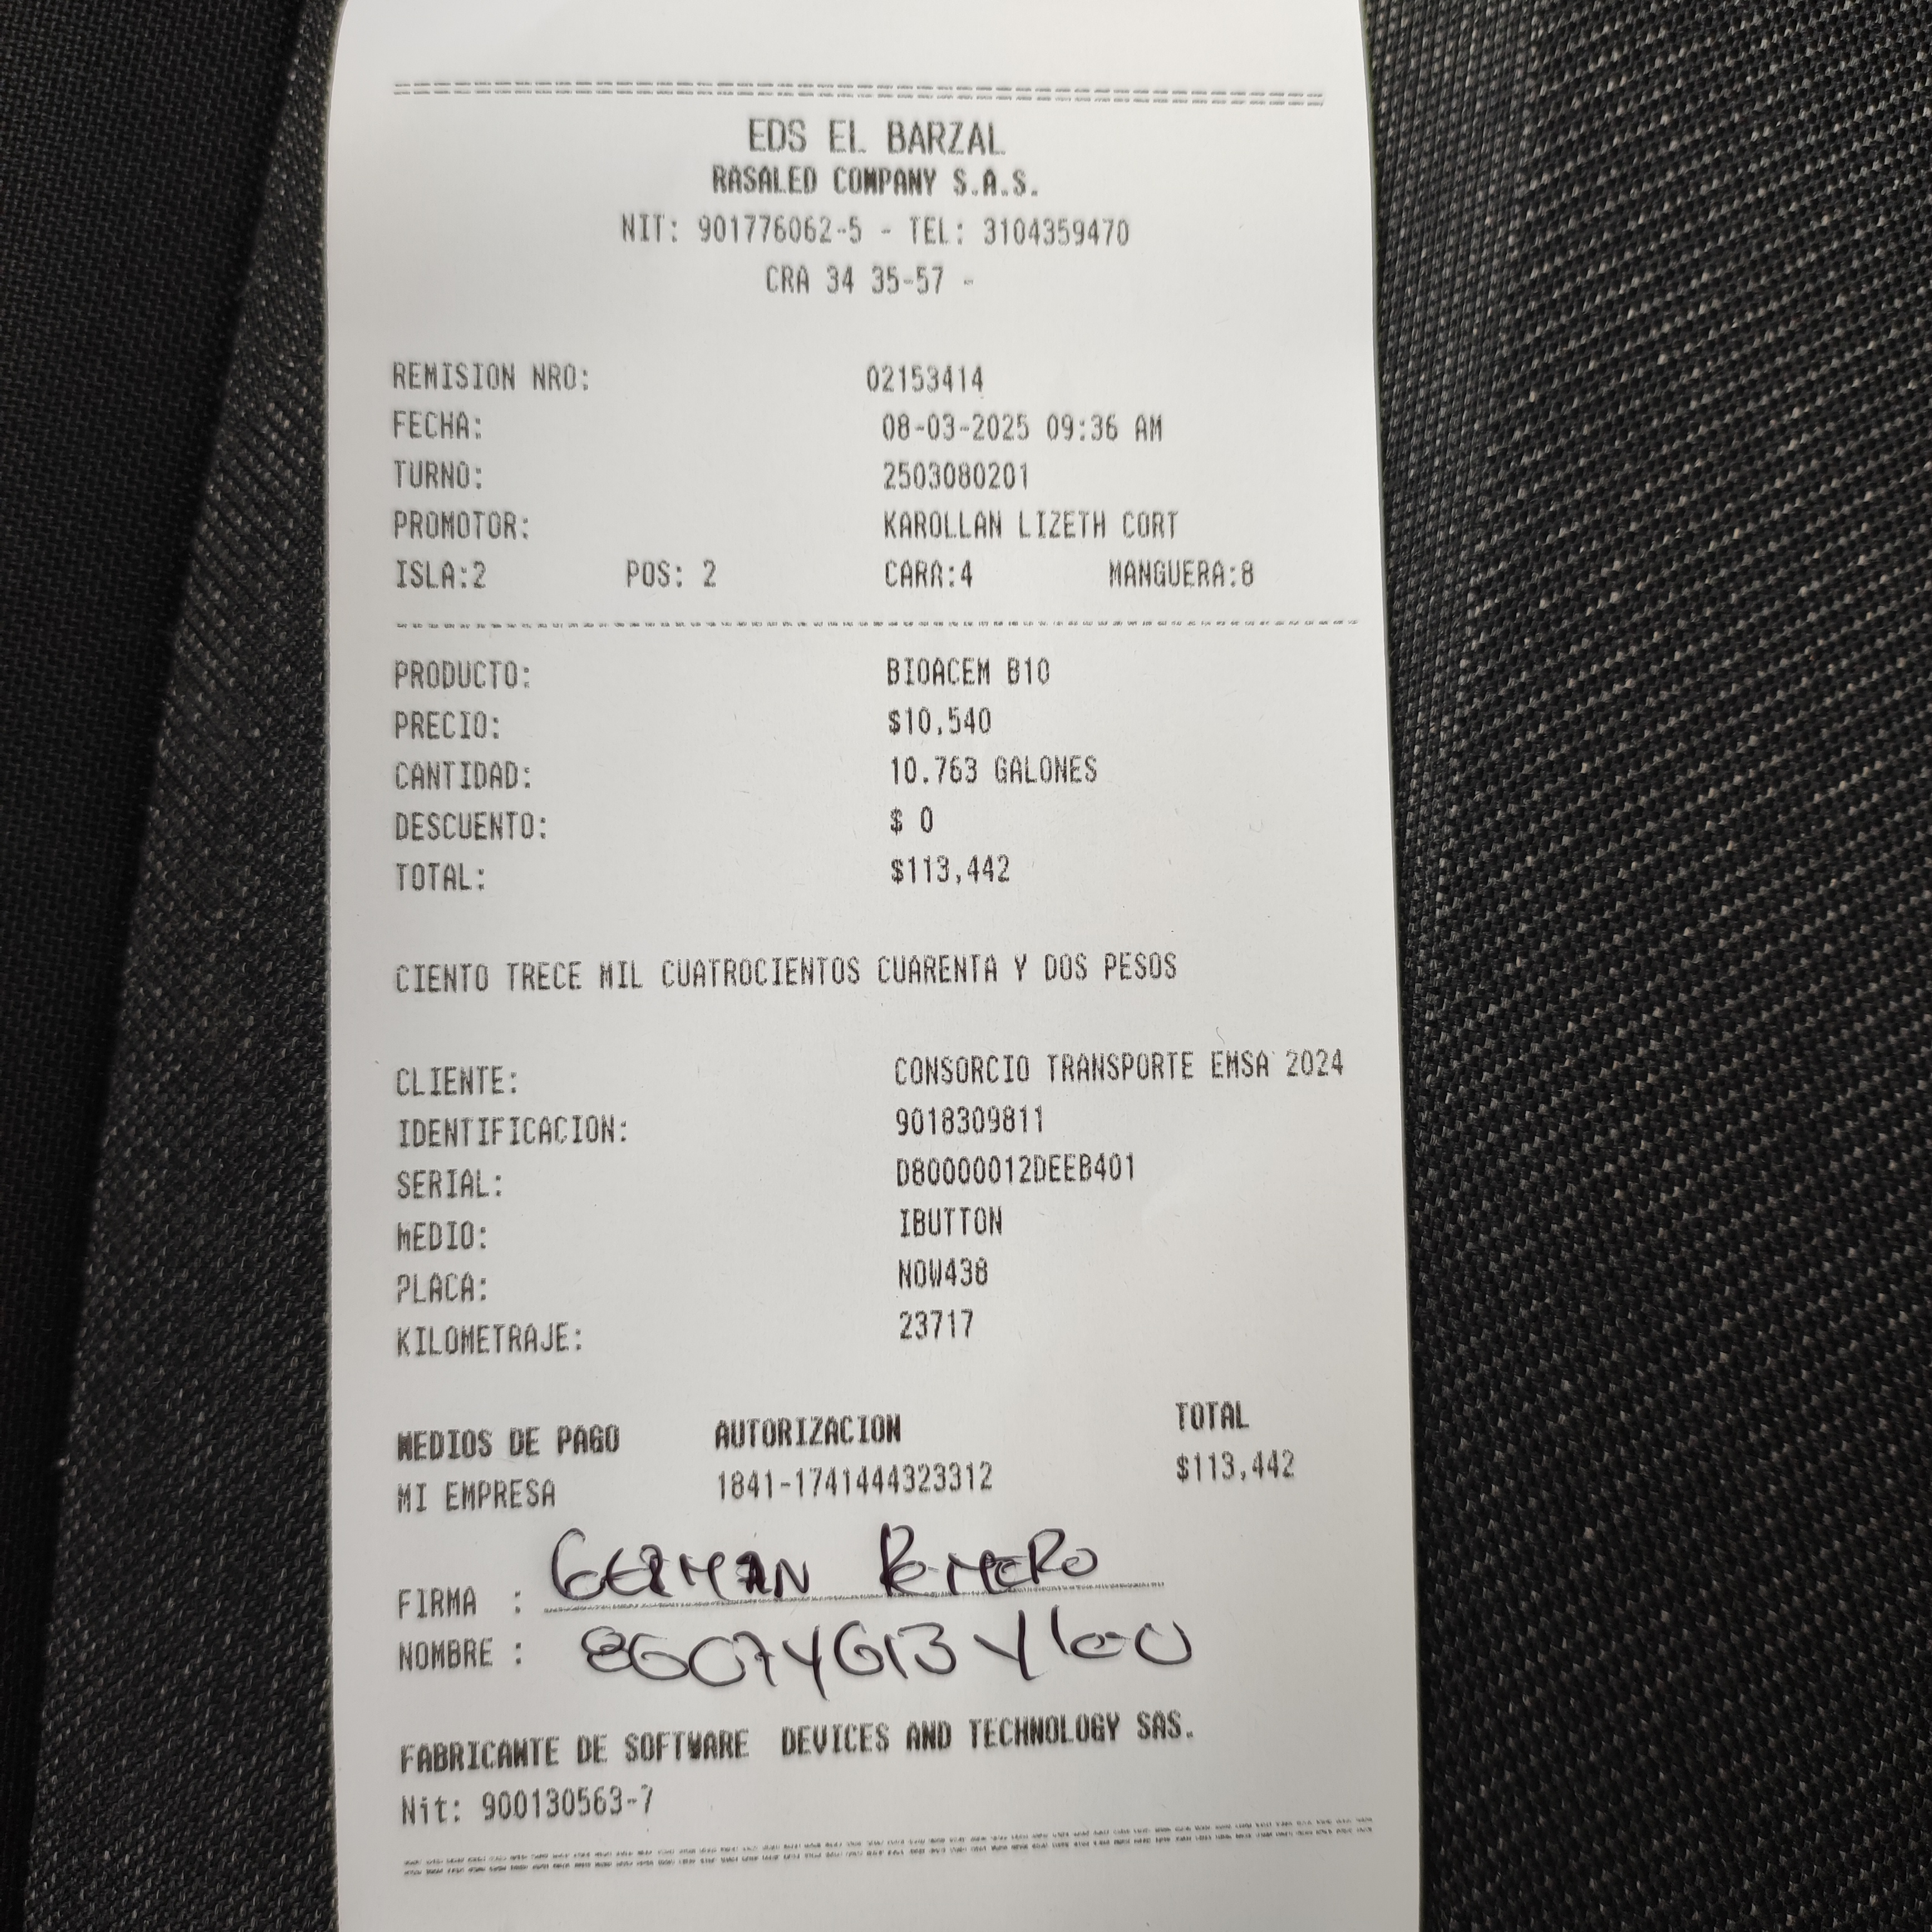 EDS EL BARZAL
RASALED COMPANY S.A.S.
NIT: 901776062-5 - TEL: 3104359470
CRA 34 35-57 -
REMISION NRO: 02153414
FECHA: 08-03-2025 09:36 AM
TURNO: 2503080201
PROMOTOR: KAROLLAN LIZETH CORT
ISLA:2 POS: 2 CARA:4 MANGUERA:8
PRODUCTO: BIOACEM B10
PRECIO: $10,540
CANTIDAD: 10.763 GALONES
DESCUENTO: $ 0
TOTAL: $113,442
CIENTO TRECE MIL CUATROCIENTOS CUARENTA Y DOS PESOS
CLIENTE: CONSORCIO TRANSPORTE EMSA 2024
IDENTIFICACION: 9018309811
SERIAL: D80000012DEEB401
MEDIO: IBUTTON
PLACA: NOW438
KILOMETRAJE: 23717
MEDIOS DE PAGO AUTORIZACION TOTAL
MI EMPRESA 1841-1741444323312 $113,442
FIRMA : GERMAN ROMERO
NOMBRE :
FABRICANTE DE SOFTWARE DEVICES AND TECHNOLOGY SAS.
Nit: 900130563-7